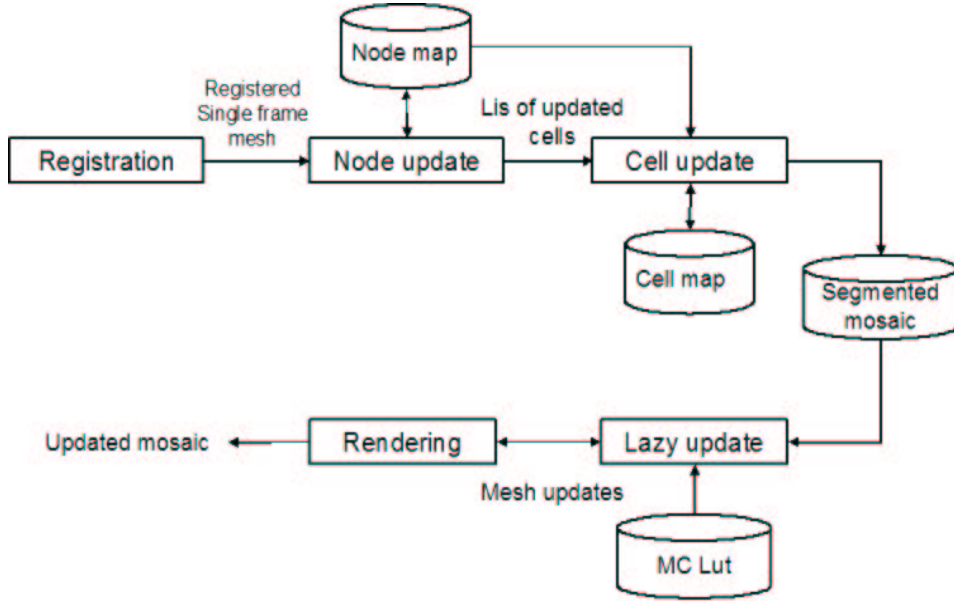 Node map
Registered
Single frame
mesh
Lis of updated
cells
Registration
Node update
Cell update
Cell map
Segmented
mosaic
Updated mosaic
Rendering
Lazy update
Mesh updates
MC Lut